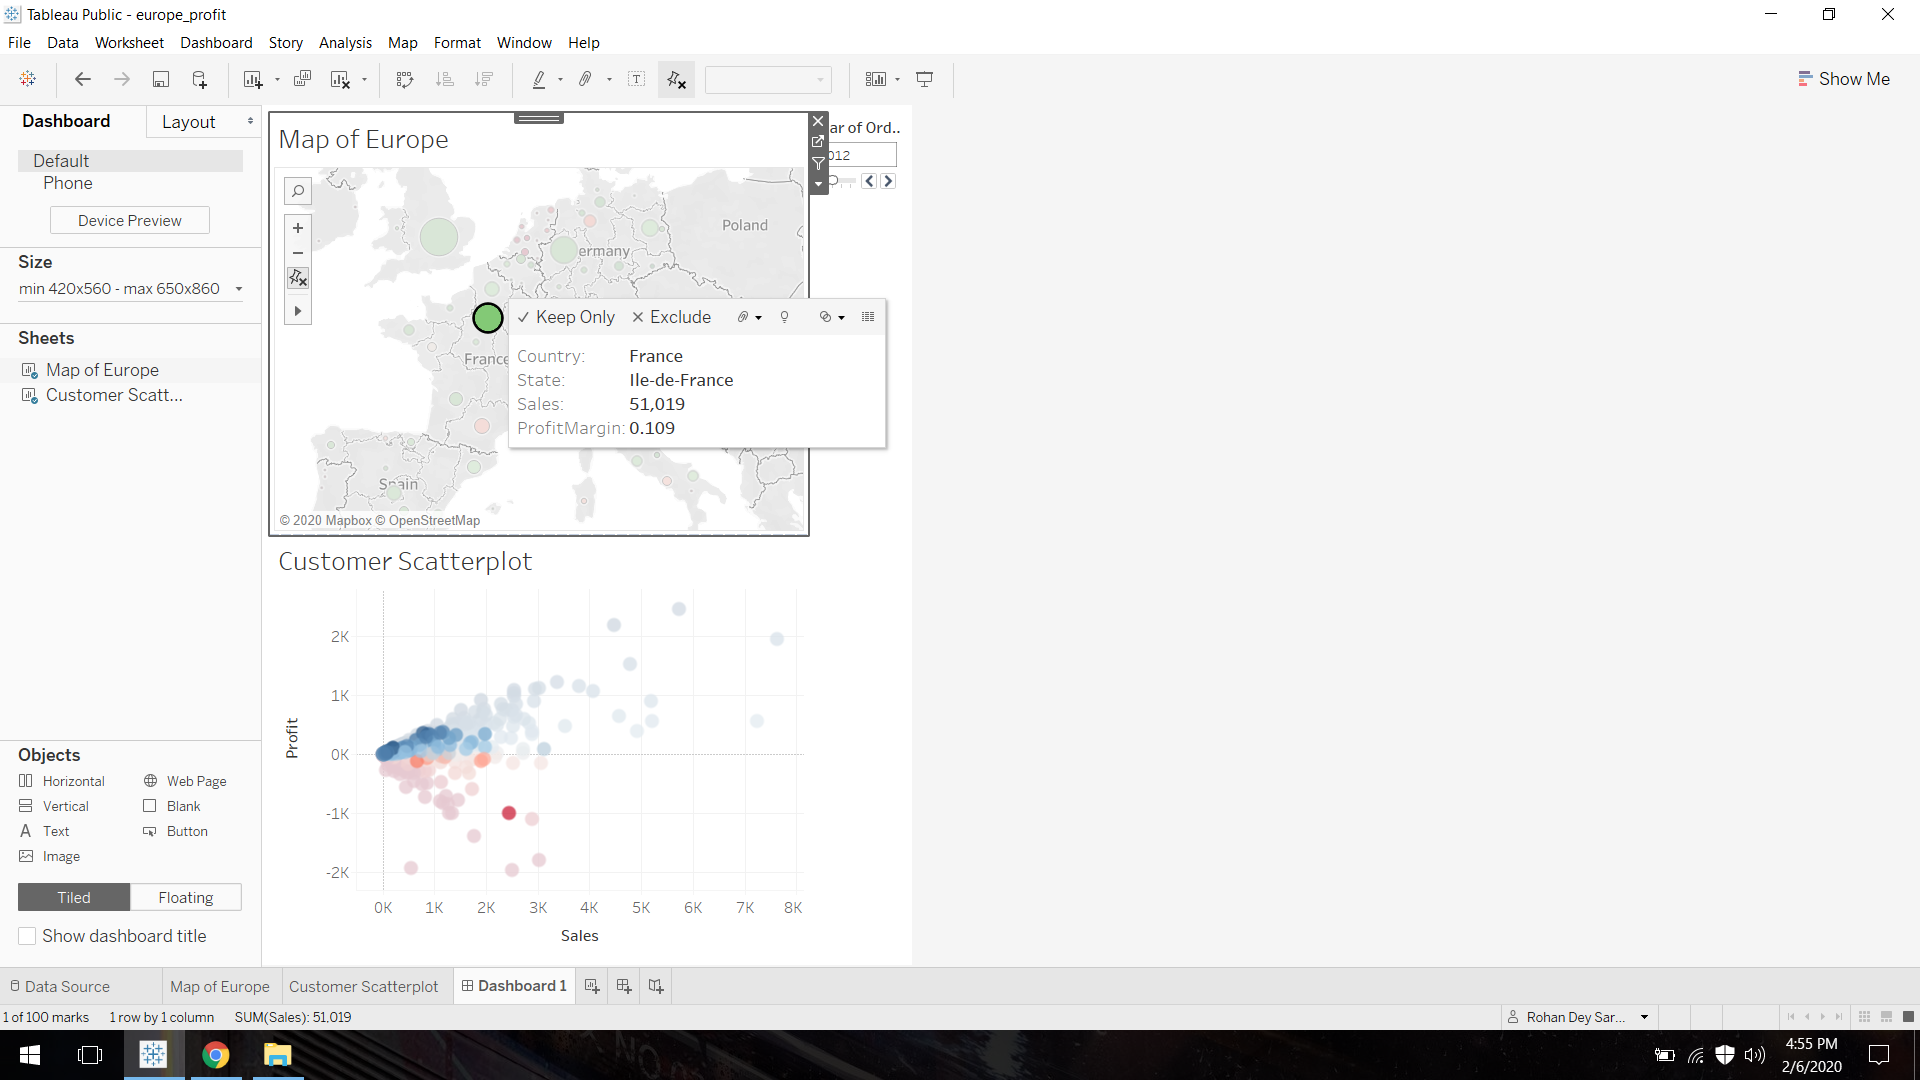 Tableau Public - europe_profit
File Data Worksheet Dashboard Story Analysis Map Format Window Help
Show Me
Dashboard Layout
Default
Phone
Device Preview
Size
min 420x560 - max 650x860
Sheets
Map of Europe
Customer Scatt...
Objects
Horizontal Web Page
Vertical Blank
Text Button
Image
Tiled Floating
Show dashboard title
Map of Europe
ar of Ord..
012
Poland
ermany
France
Spain
Keep Only Exclude
Country: France
State: Ile-de-France
Sales: 51,019
ProfitMargin: 0.109
© 2020 Mapbox © OpenStreetMap
Customer Scatterplot
Profit
2K
1K
0K
-1K
-2K
0K 1K 2K 3K 4K 5K 6K 7K 8K
Sales
Data Source Map of Europe Customer Scatterplot Dashboard 1
1 of 100 marks 1 row by 1 column SUM(Sales): 51,019
Rohan Dey Sar...
4:55 PM
2/6/2020